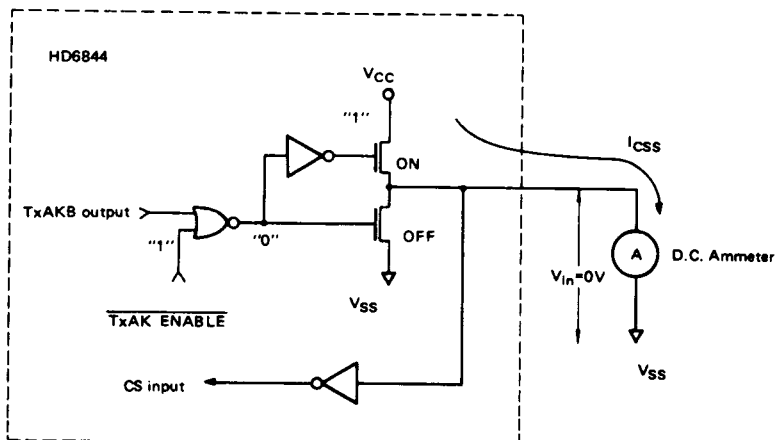 HD6844
VCC
"1"
ICSS
ON
TxAKB output
"1"
"0"
OFF
A
D.C. Ammeter
Vin=0V
VSS
TxAK ENABLE
VSS
CS input